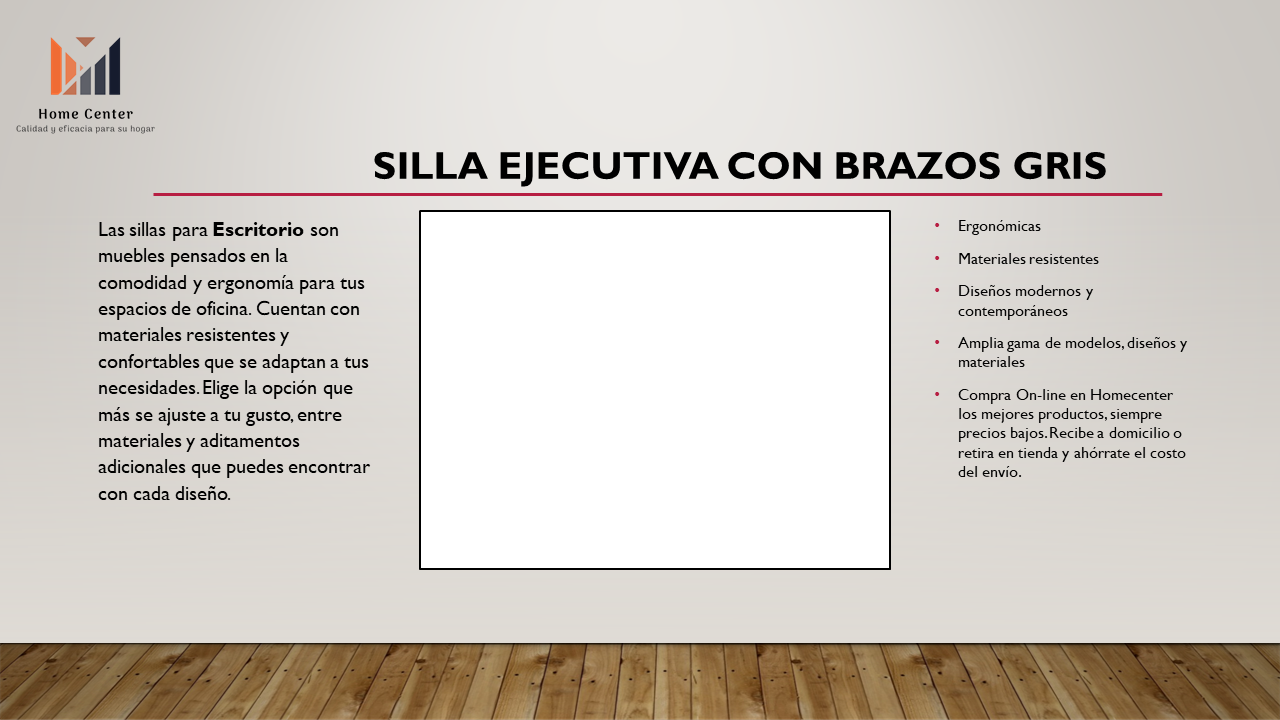 Home Center
Calidad y eficacia para su hogar
SILLA EJECUTIVA CON BRAZOS GRIS
Las sillas para Escritorio son
muebles pensados en la
comodidad y ergonomía para tus
espacios de oficina. Cuentan con
materiales resistentes y
confortables que se adaptan a tus
necesidades. Elige la opción que
más se ajuste a tu gusto, entre
materiales y aditamentos
adicionales que puedes encontrar
con cada diseño.
• Ergonómicas
• Materiales resistentes
• Diseños modernos y
contemporáneos
• Amplia gama de modelos, diseños y
materiales
• Compra On-line en Homecenter
los mejores productos, siempre
precios bajos. Recibe a domicilio o
retira en tienda y ahórrate el costo
del envío.